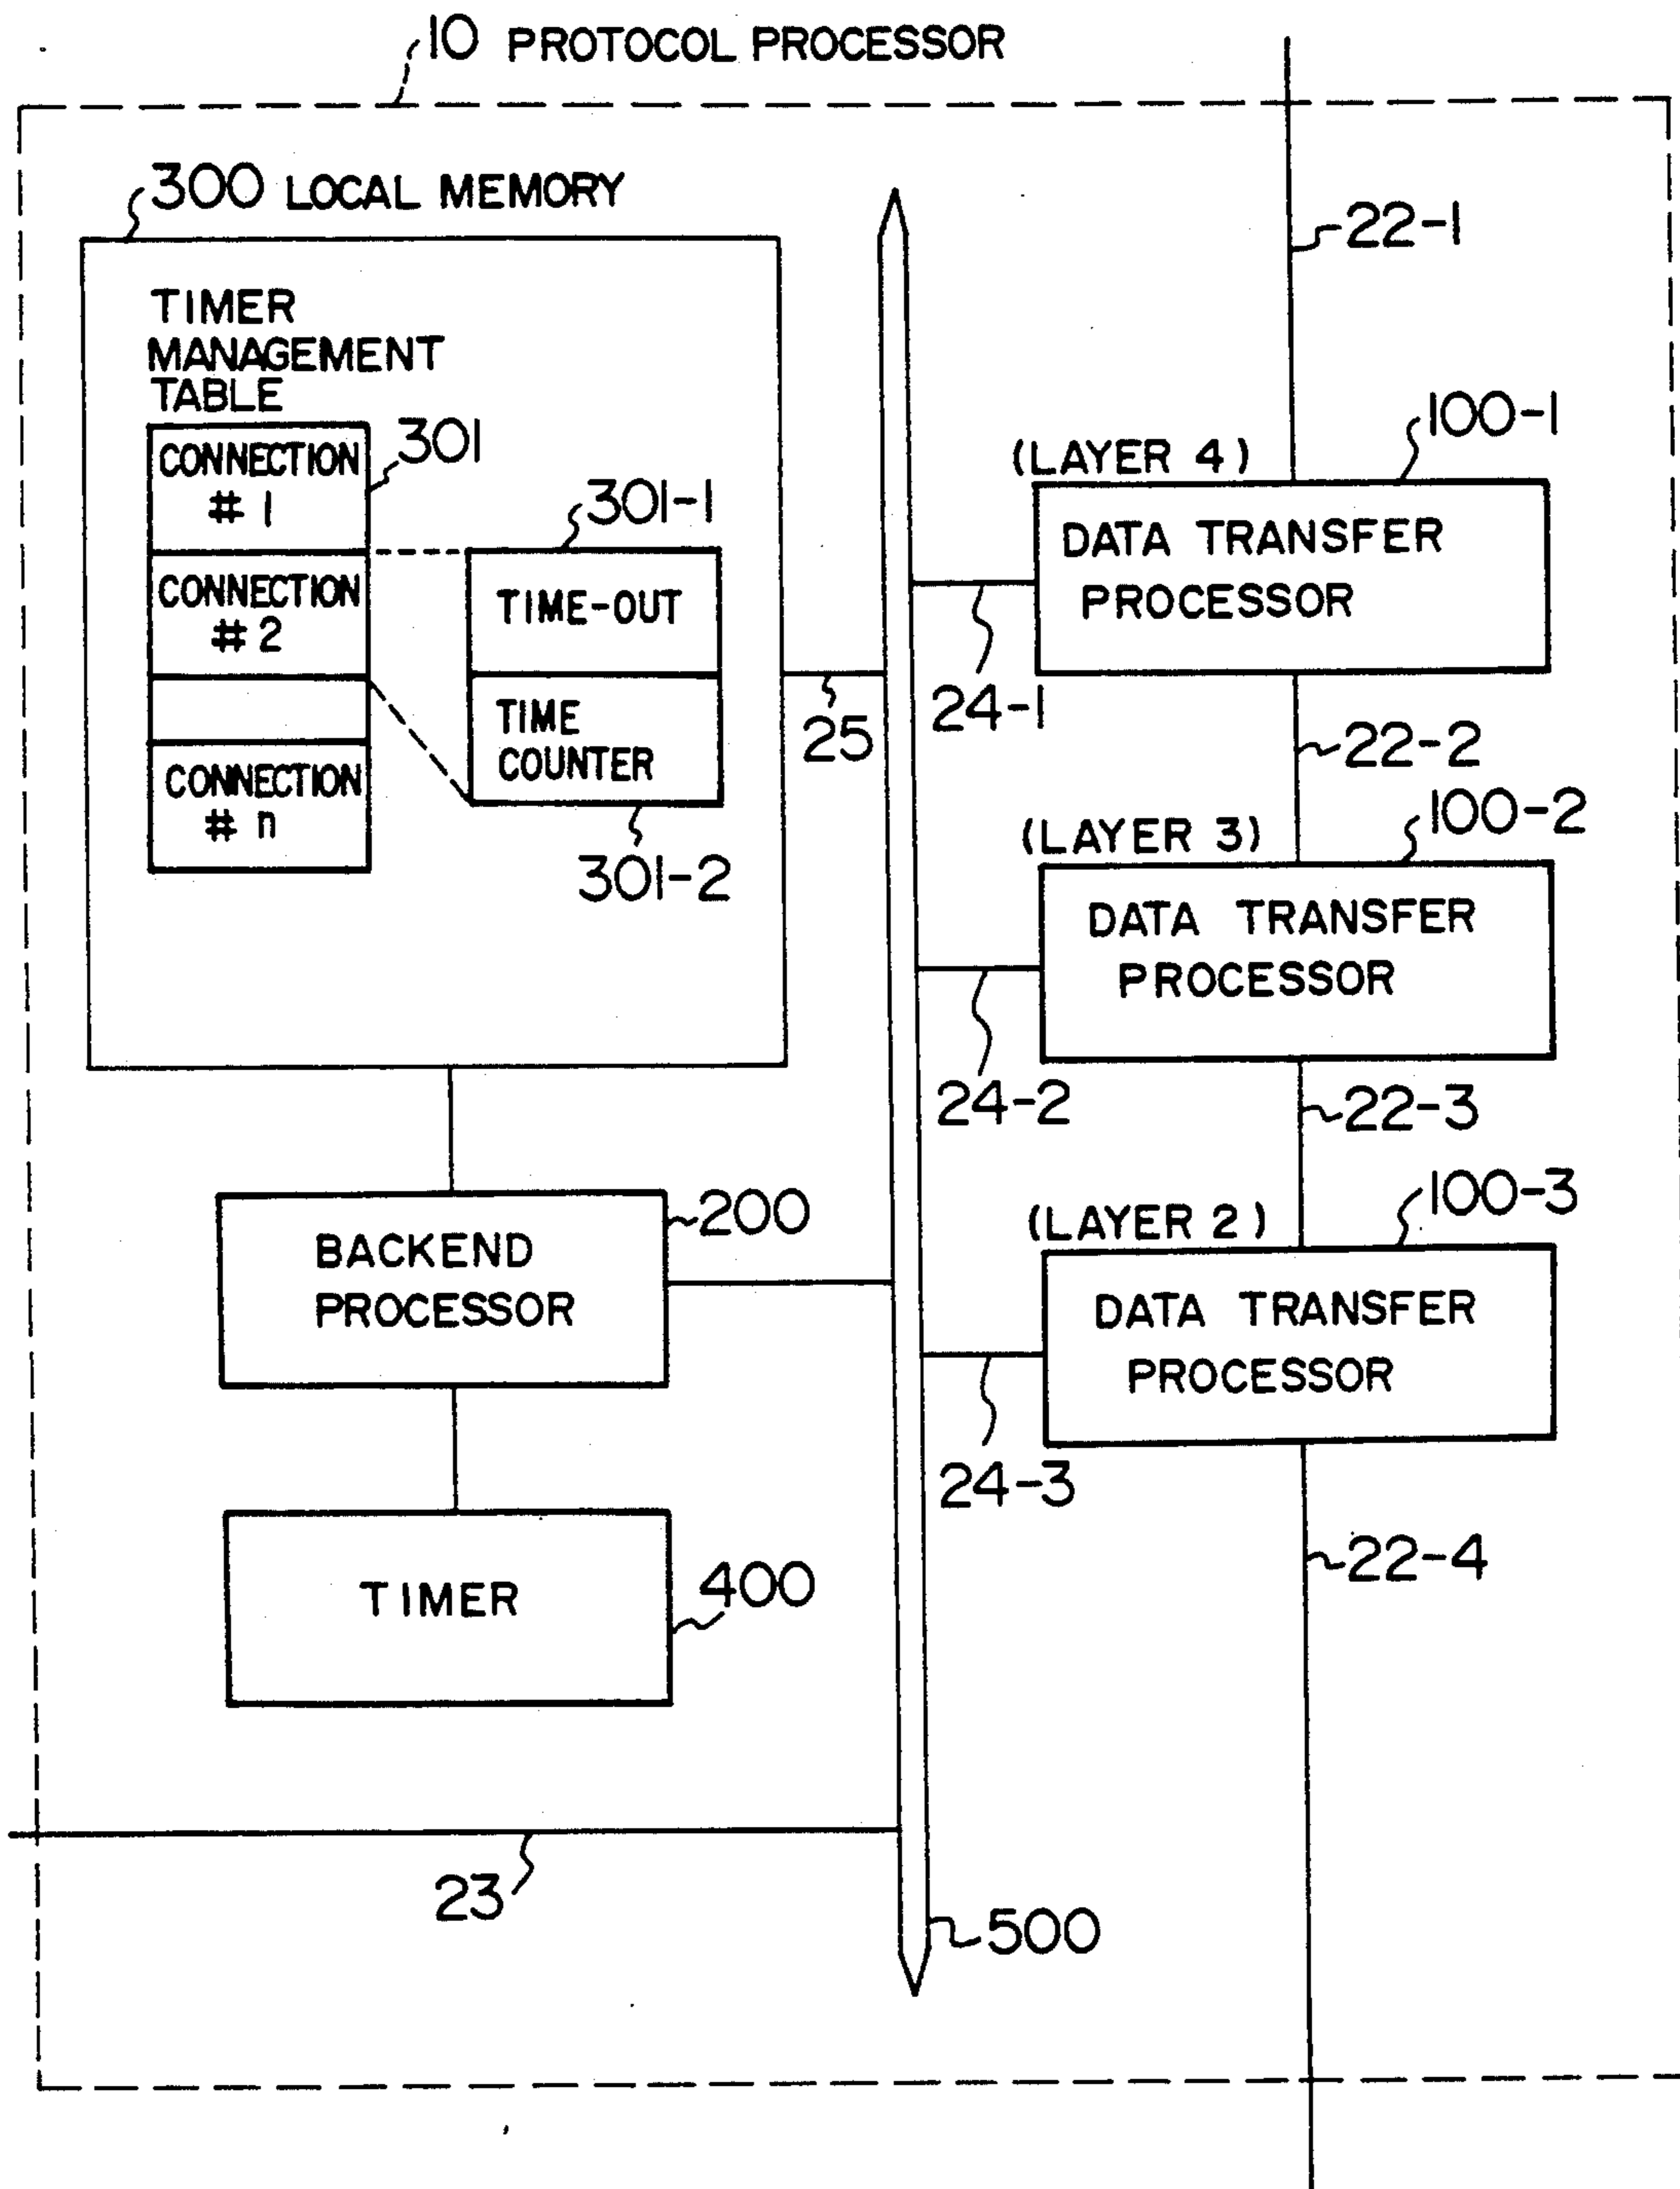 10 PROTOCOL PROCESSOR
300 LOCAL MEMORY
TIMER
MANAGEMENT
TABLE
CONNECTION
# 1
301
CONNECTION
# 2
CONNECTION
# n
301-1
TIME-OUT
TIME
COUNTER
301-2
25
22-1
100-1
(LAYER 4)
DATA TRANSFER
PROCESSOR
24-1
22-2
100-2
(LAYER 3)
DATA TRANSFER
PROCESSOR
24-2
22-3
100-3
(LAYER 2)
DATA TRANSFER
PROCESSOR
24-3
22-4
200
BACKEND
PROCESSOR
TIMER
400
23
500